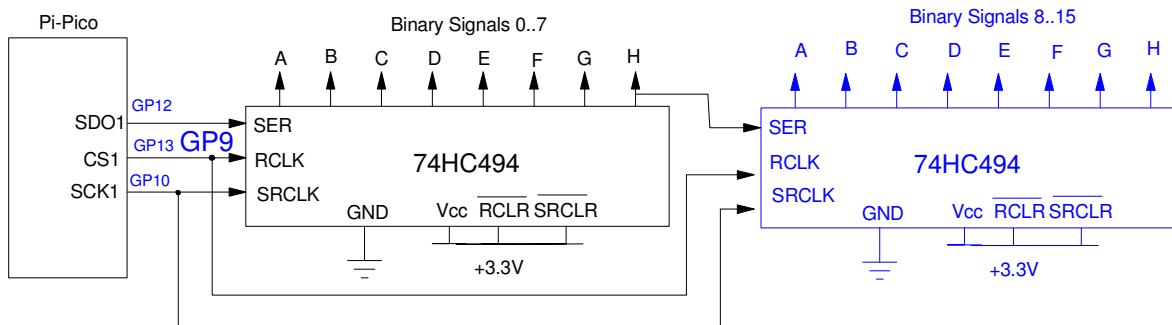 Pi-Pico
SDO1
CS1
SCK1
GP12
GP13
GP9
GP10
Binary Signals 0..7
A B C D E F G H
SER
RCLK
SRCLK
74HC494
GND
Vcc RCLR SRCLR
+3.3V
Binary Signals 8..15
A B C D E F G H
SER
RCLK
SRCLK
74HC494
GND
Vcc RCLR SRCLR
+3.3V